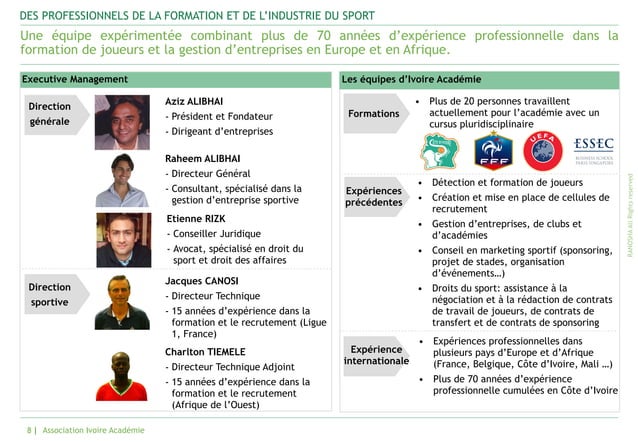 DES PROFESSIONNELS DE LA FORMATION ET DE L'INDUSTRIE DU SPORT
Une équipe expérimentée combinant plus de 70 années d'expérience professionnelle dans la
formation de joueurs et la gestion d'entreprises en Europe et en Afrique.
Executive Management
Direction
générale
Aziz ALIBHAI
- Président et Fondateur
- Dirigeant d'entreprises
Raheem ALIBHAI
- Directeur Général
- Consultant, spécialisé dans la
gestion d'entreprise sportive
Etienne RIZK
- Conseiller Juridique
- Avocat, spécialisé en droit du
sport et droit des affaires
Direction
sportive
Jacques CANOSI
- Directeur Technique
- 15 années d'expérience dans la
formation et le recrutement (Ligue
1, France)
Charlton TIEMELE
- Directeur Technique Adjoint
- 15 années d'expérience dans la
formation et le recrutement
(Afrique de l'Ouest)
Les équipes d'Ivoire Académie
Formations
• Plus de 20 personnes travaillent
actuellement pour l'académie avec un
cursus pluridisciplinaire
FFF
UEFA
ESSEC
BUSINESS SCHOOL
PARIS-SINGAPORE
Expériences
précédentes
• Détection et formation de joueurs
• Création et mise en place de cellules de
recrutement
• Gestion d'entreprises, de clubs et
d'académies
• Conseil en marketing sportif (sponsoring,
projet de stades, organisation
d'événements…)
• Droits du sport: assistance à la
négociation et à la rédaction de contrats
de travail de joueurs, de contrats de
transfert et de contrats de sponsoring
Expérience
internationale
• Expériences professionnelles dans
plusieurs pays d'Europe et d'Afrique
(France, Belgique, Côte d'Ivoire, Mali …)
• Plus de 70 années d'expérience
professionnelle cumulées en Côte d'Ivoire
8 | Association Ivoire Académie